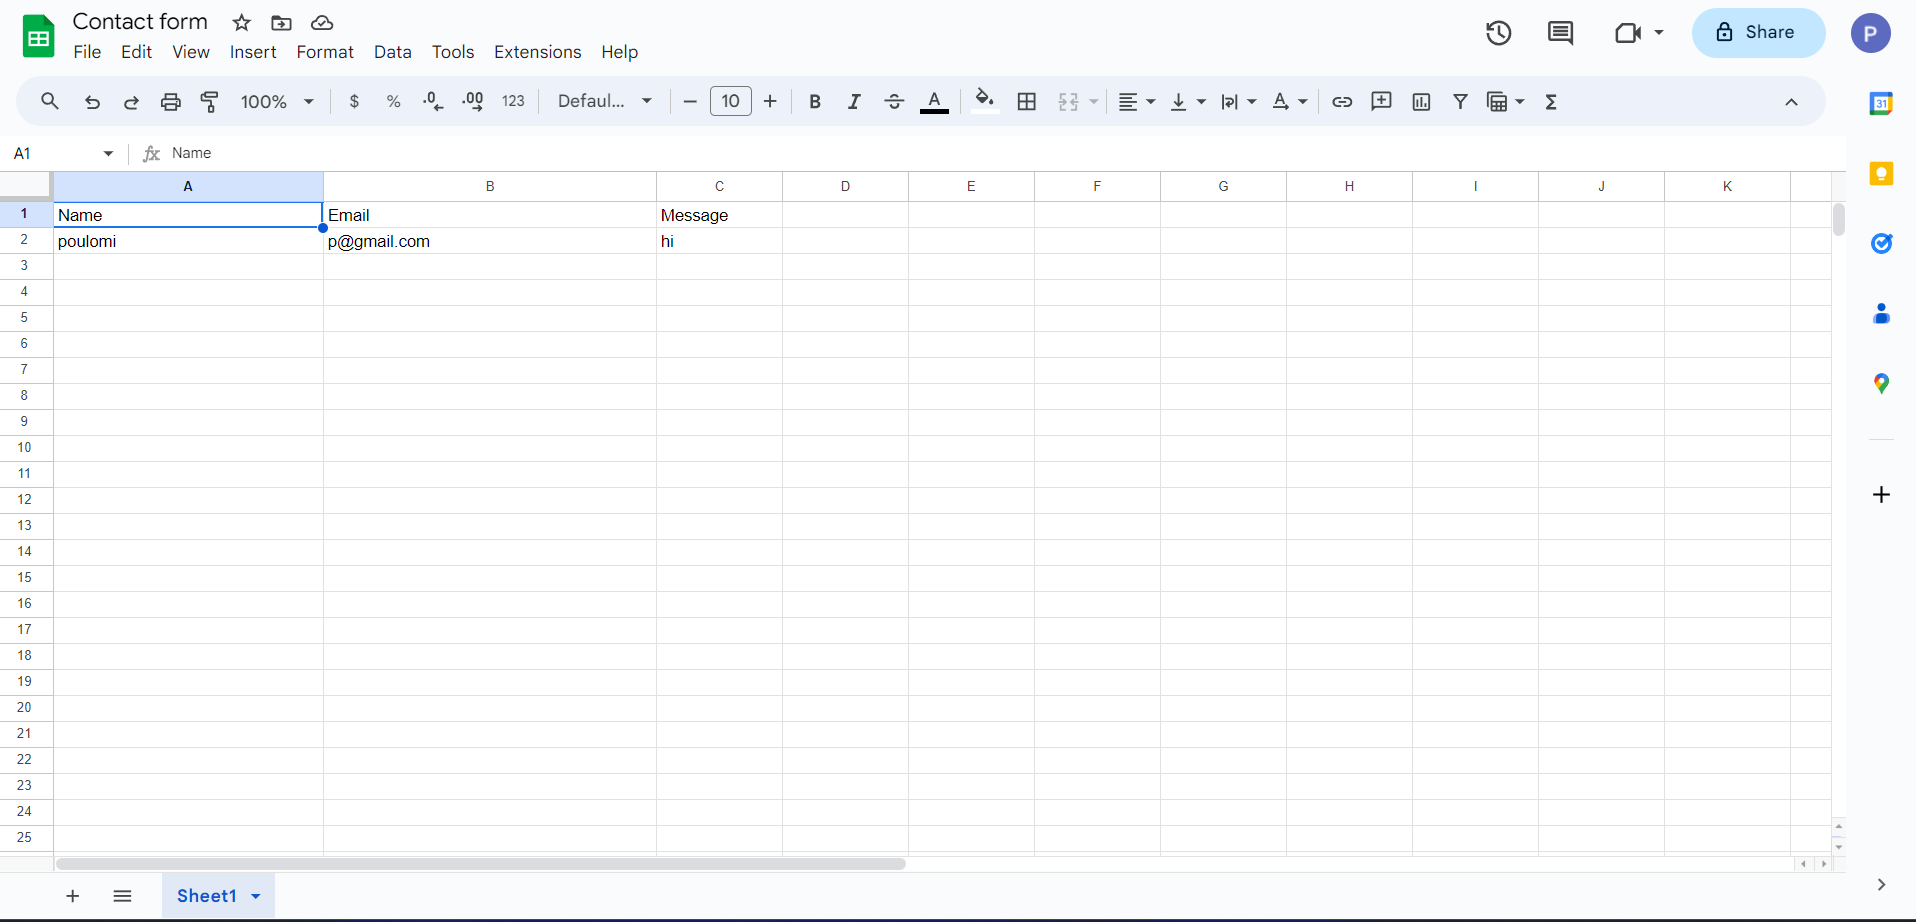 Contact form
File Edit View Insert Format Data Tools Extensions Help
Share
P
100% $ % .0 .00 123 Defaul... 10 B I A A Σ
31
A1 fx Name
A B C D E F G H I J K
1 Name Email Message
2 poulomi p@gmail.com hi
3
4
5
6
7
8
9
10
11
12
13
14
15
16
17
18
19
20
21
22
23
24
25
Sheet1